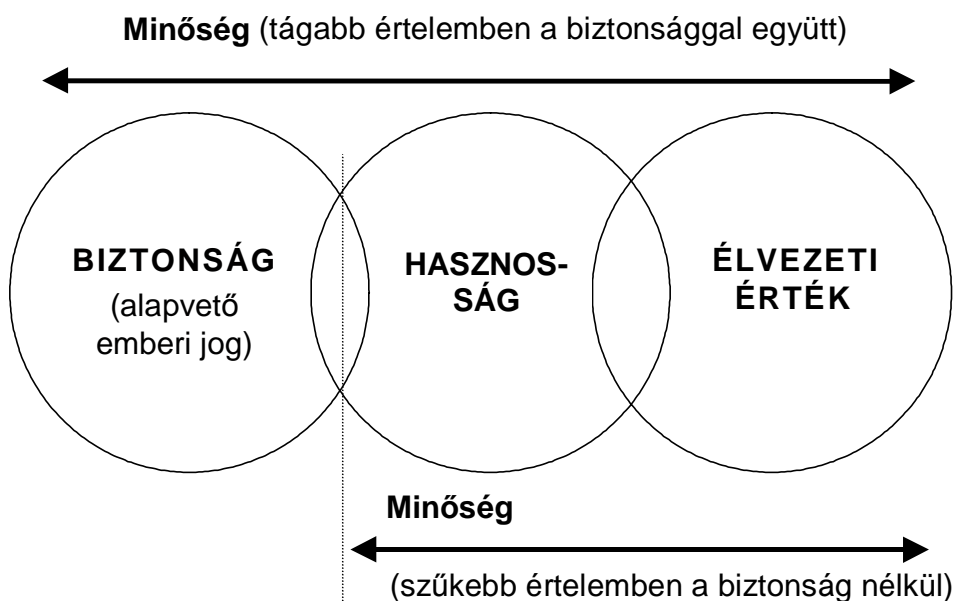 Minőség (tágabb értelemben a biztonsággal együtt)
BIZTONSÁG
(alapvető
emberi jog)
HASZNOS-
SÁG
ÉLVEZETI
ÉRTÉK
Minőség
(szűkebb értelemben a biztonság nélkül)